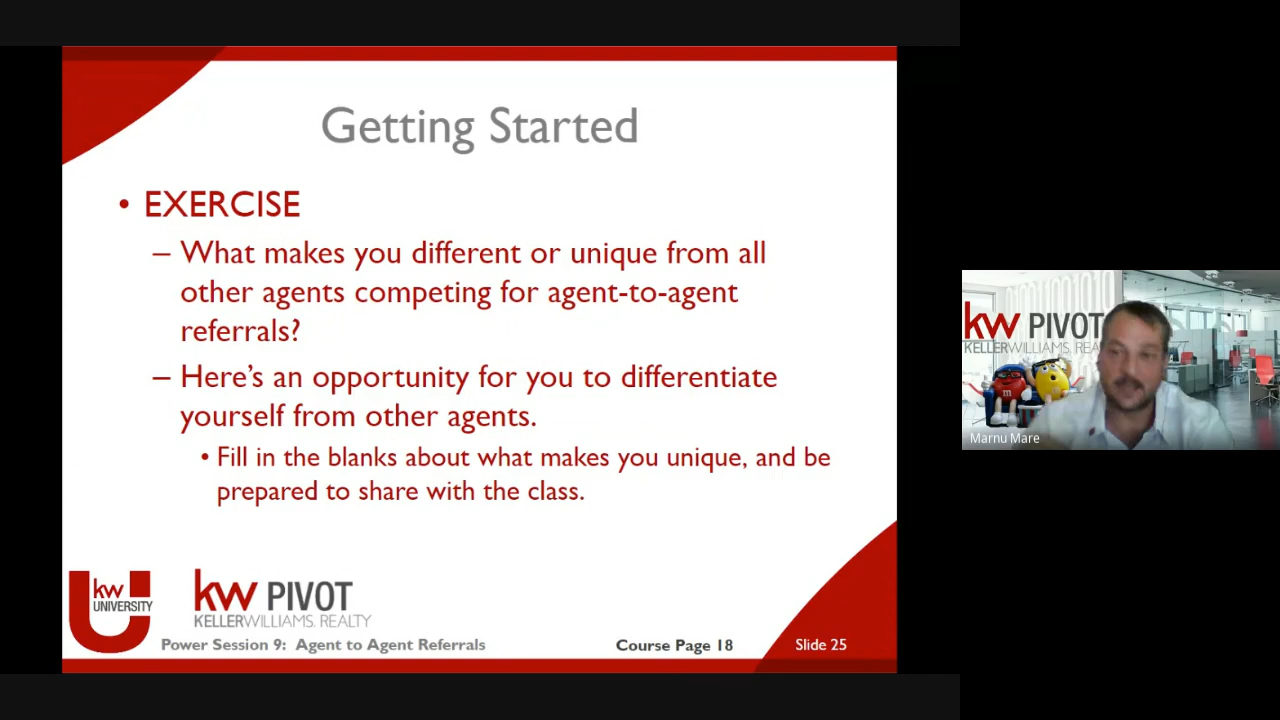 Getting Started
• EXERCISE
– What makes you different or unique from all
other agents competing for agent-to-agent
referrals?
– Here's an opportunity for you to differentiate
yourself from other agents.
• Fill in the blanks about what makes you unique, and be
prepared to share with the class.
kw
UNIVERSITY
kw PIVOT
KELLERWILLIAMS. REALTY
Power Session 9: Agent to Agent Referrals
Course Page 18
Slide 25
kw PIVOT
KELLERWILLIAMS. REA
m
Marnu Mare